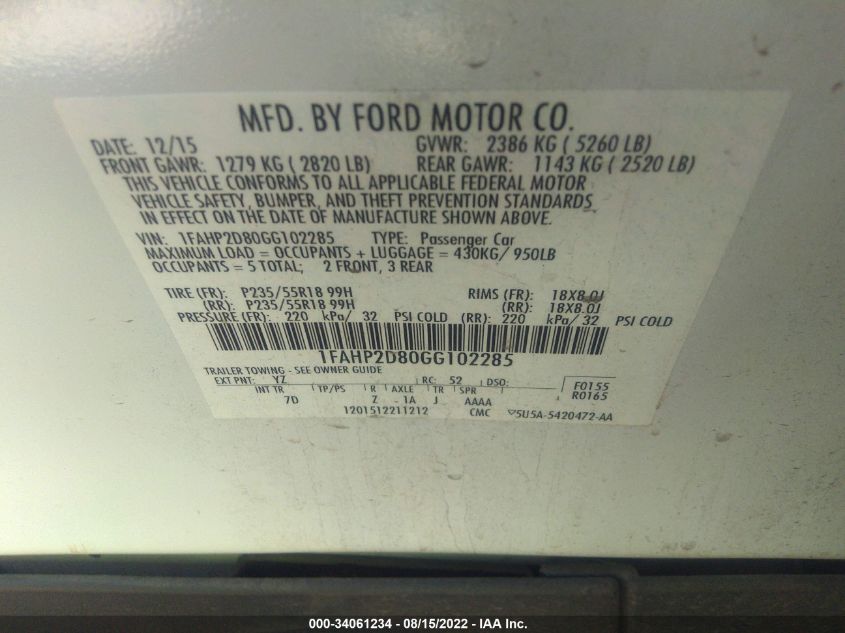 MFD. BY FORD MOTOR CO.
DATE: 12/15 GVWR: 2386 KG ( 5260 LB)
FRONT GAWR: 1279 KG ( 2820 LB) REAR GAWR: 1143 KG ( 2520 LB)
THIS VEHICLE CONFORMS TO ALL APPLICABLE FEDERAL MOTOR
VEHICLE SAFETY, BUMPER, AND THEFT PREVENTION STANDARDS
IN EFFECT ON THE DATE OF MANUFACTURE SHOWN ABOVE.
VIN: 1FAHP2D80GG102285 TYPE: Passenger Car
MAXIMUM LOAD = OCCUPANTS + LUGGAGE = 430KG/ 950LB
OCCUPANTS = 5 TOTAL; 2 FRONT, 3 REAR
TIRE (FR): P235/55R18 99H RIMS (FR): 18X8.0J
(RR): P235/55R18 99H (RR): 18X8.0J
PRESSURE (FR): 220 kPa/ 32 PSI COLD (RR): 220 kPa/ 32 PSI COLD
1FAHP2D80GG102285
TRAILER TOWING - SEE OWNER GUIDE
EXT PNT: YZ RC: 52 DSO: F0155
INT TR TP/PS R AXLE TR SPR R0165
7D Z 1A J AAAA
1201512211212 CMC 5U5A-5420472-AA
000-34061234 - 08/15/2022 - IAA Inc.